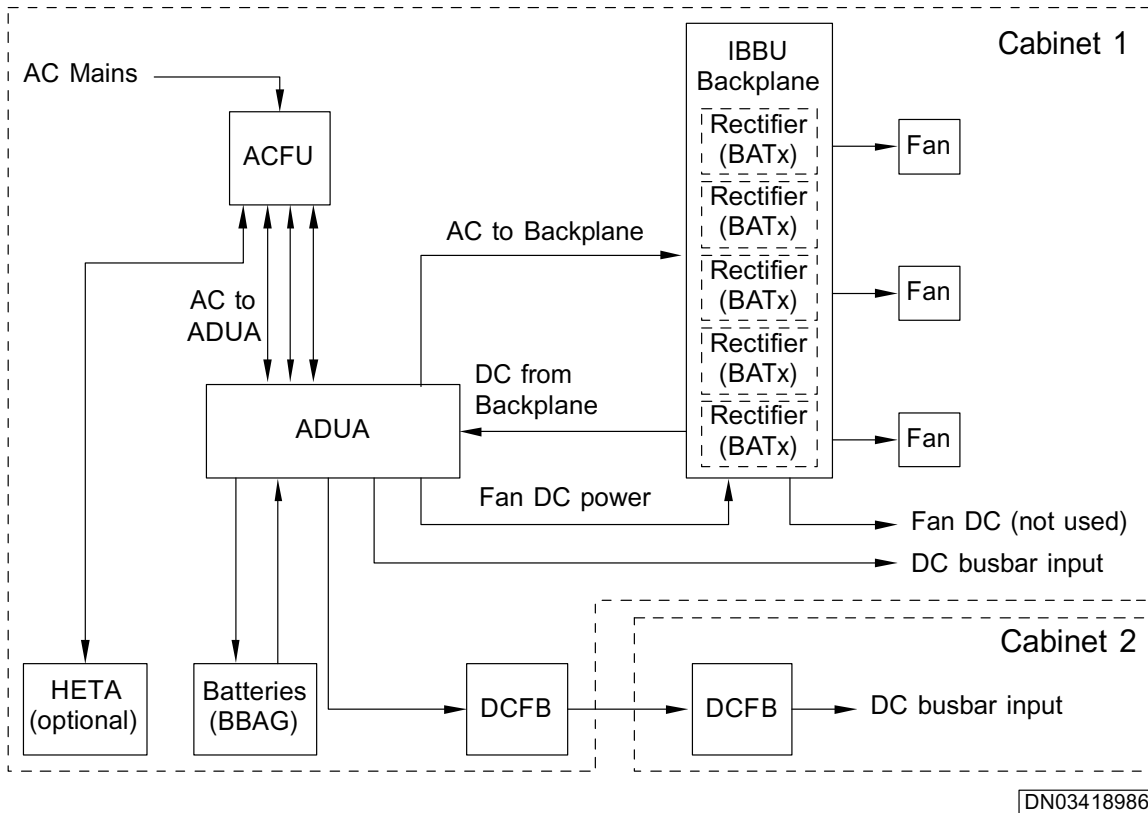 Cabinet 1
AC Mains
ACFU
IBBU
Backplane
Rectifier
(BATx)
Rectifier
(BATx)
Rectifier
(BATx)
Rectifier
(BATx)
Rectifier
(BATx)
Fan
Fan
Fan
AC to Backplane
AC to
ADUA
DC from
Backplane
ADUA
Fan DC power
Fan DC (not used)
DC busbar input
Cabinet 2
HETA
(optional)
Batteries
(BBAG)
DCFB
DCFB
DC busbar input
DN03418986